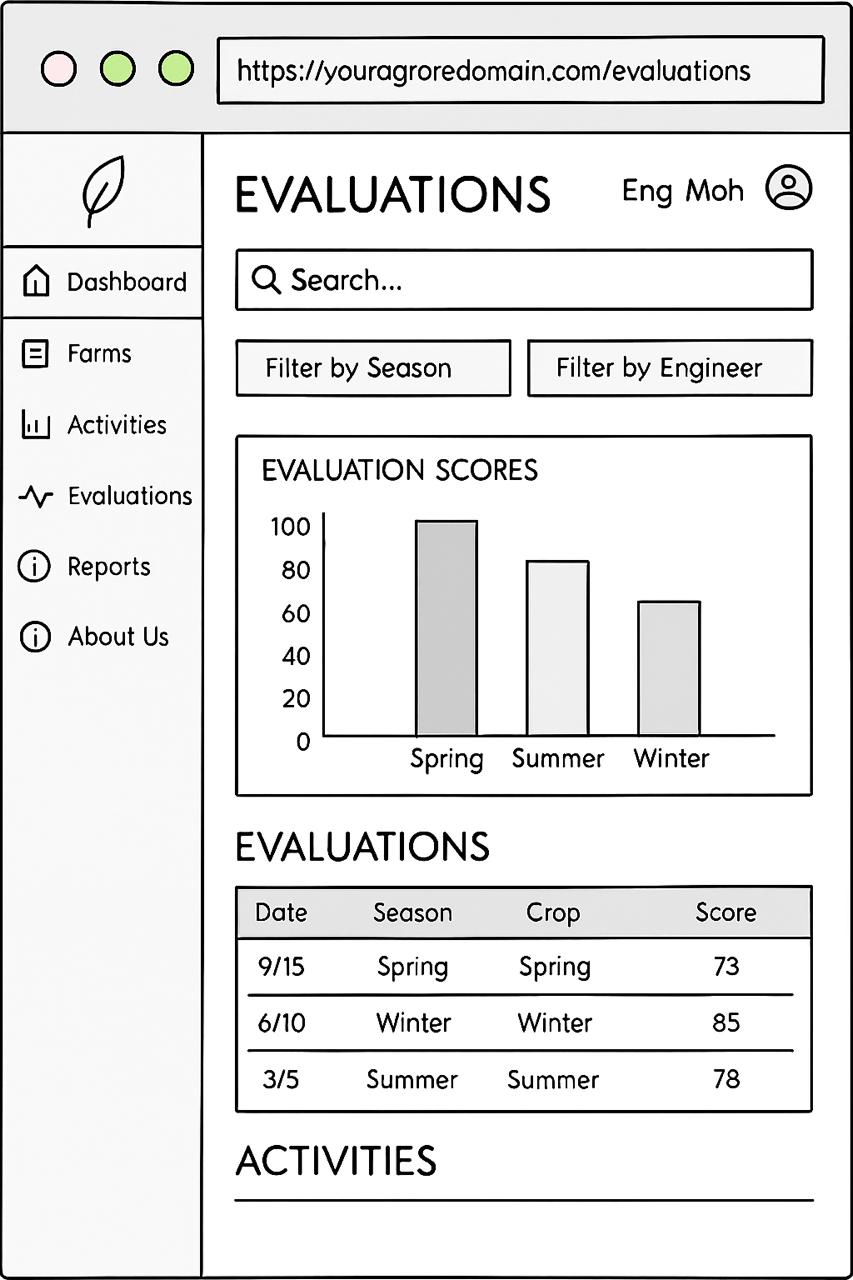 https://youragroredomain.com/evaluations
EVALUATIONS
Eng Moh
Dashboard
Farms
Activities
Evaluations
Reports
About Us
Search...
Filter by Season
Filter by Engineer
EVALUATION SCORES
100
80
60
40
20
0
Spring Summer Winter
EVALUATIONS
Date Season Crop Score
9/15 Spring Spring 73
6/10 Winter Winter 85
3/5 Summer Summer 78
ACTIVITIES